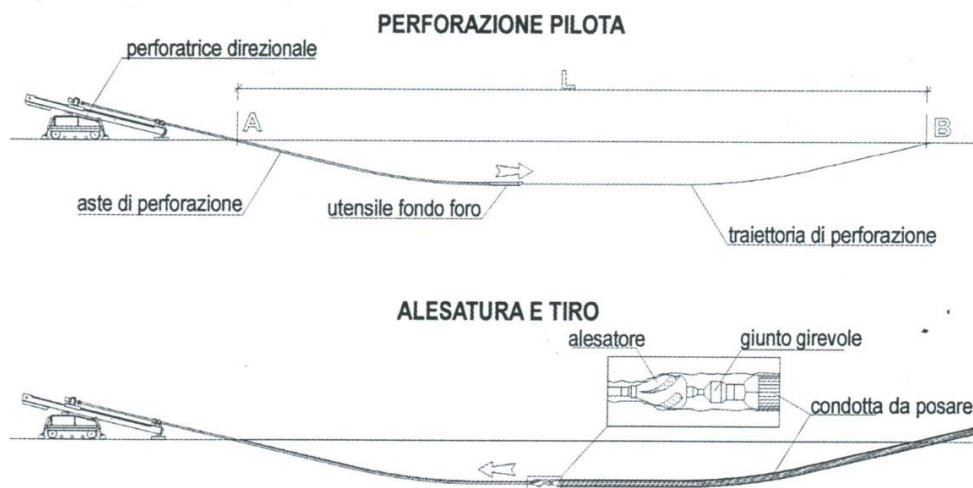 PERFORAZIONE PILOTA
perforatrice direzionale
L
A
B
aste di perforazione
utensile fondo foro
traiettoria di perforazione
ALESATURA E TIRO
alesatore
giunto girevole
condotta da posare